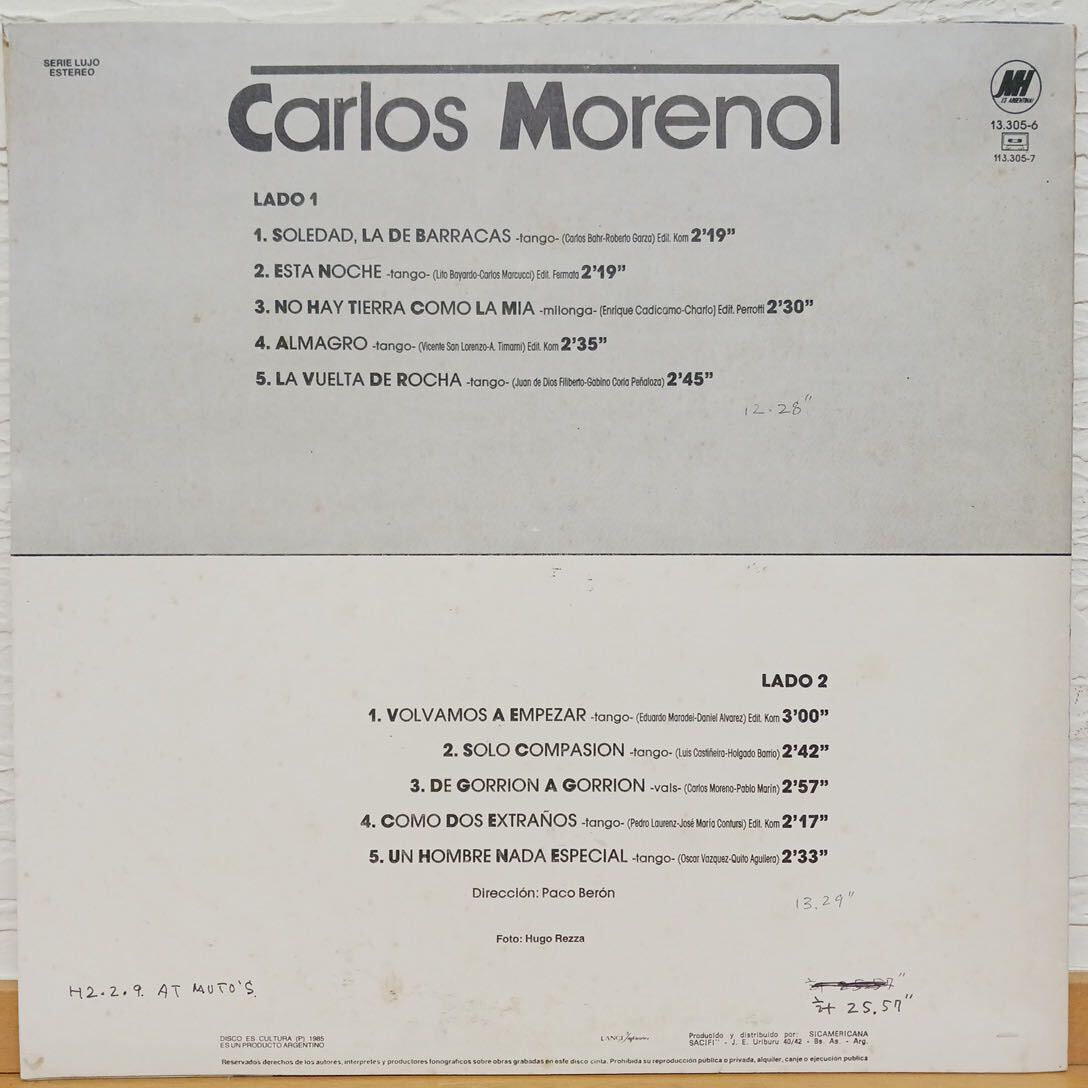 SERIE LUJO
ESTEREO
Carlos Moreno
MH
ES ARGENTINA!
13.305-6
113.305-7
LADO 1
1. SOLEDAD, LA DE BARRACAS -tango- (Carlos Bahr-Roberto Garza) Edit. Korn 2'19"
2. ESTA NOCHE -tango- (Lito Bayardo-Carlos Marcucci) Edit. Fermata 2'19"
3. NO HAY TIERRA COMO LA MIA -milonga- (Enrique Cadicamo-Charlo) Edit. Perrotti 2'30"
4. ALMAGRO -tango- (Vicente San Lorenzo-A. Timarni) Edit. Korn 2'35"
5. LA VUELTA DE ROCHA -tango- (Juan de Dios Filiberto-Gabino Coria Peñaloza) 2'45"
12.28"
LADO 2
1. VOLVAMOS A EMPEZAR -tango- (Eduardo Maradei-Daniel Alvarez) Edit. Korn 3'00"
2. SOLO COMPASION -tango- (Luis Castiñeira-Holgado Barrio) 2'42"
3. DE GORRION A GORRION -vals- (Carlos Moreno-Pablo Marín) 2'57"
4. COMO DOS EXTRAÑOS -tango- (Pedro Laurenz-José María Contursi) Edit. Korn 2'17"
5. UN HOMBRE NADA ESPECIAL -tango- (Oscar Vazquez-Quito Aguilera) 2'33"
Dirección: Paco Berón
13.29"
Foto: Hugo Rezza
H2.2.9. AT MUTO'S
計 25.57"
DISCO ES CULTURA (P) 1985
ES UN PRODUCTO ARGENTINO
Producido y distribuido por: SICAMERICANA
SACIFI - J. E. Uriburu 40/42 - Bs. As. - Arg.
Reservados derechos de los autores, interpretes y productores fonográficos sobre obras grabadas en este disco cinta. Prohibida su reproducción pública o privada, alquiler, canje o ejecución publica